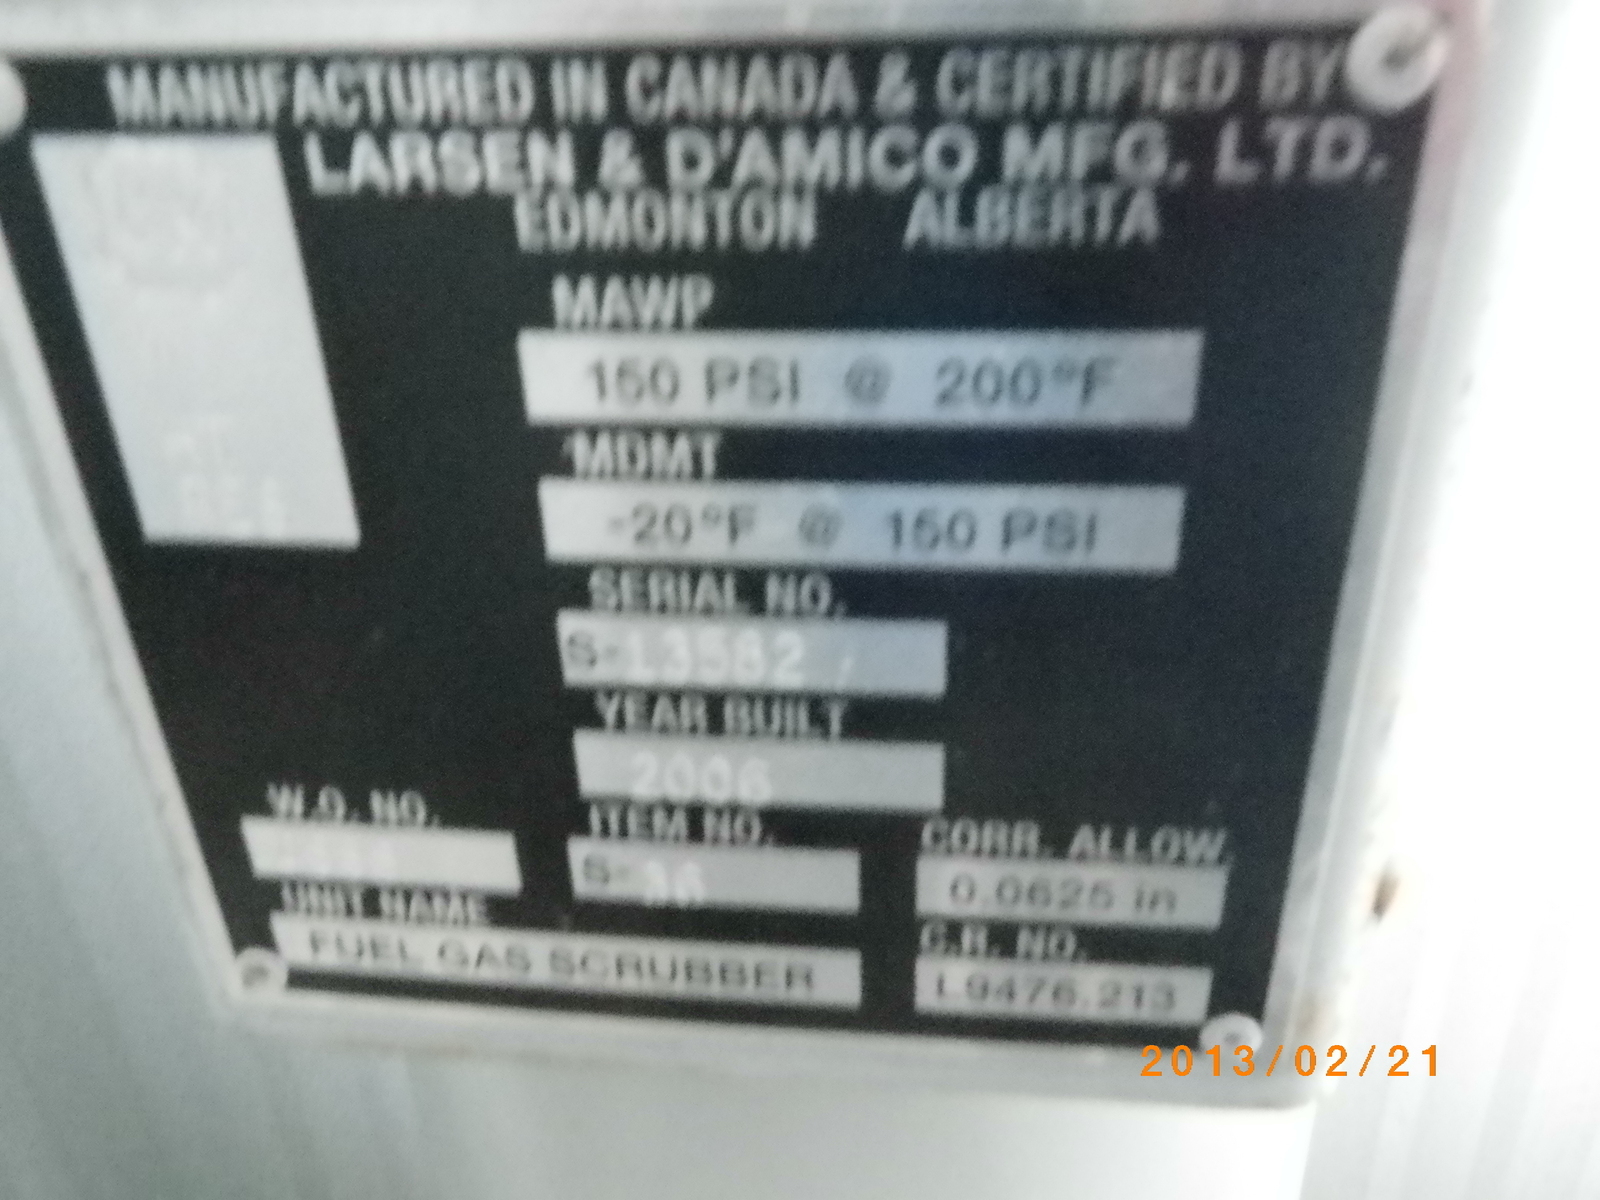 MANUFACTURED IN CANADA & CERTIFIED BY
LARSEN & D'AMICO MFG. LTD.
EDMONTON ALBERTA
MAWP
150 PSI @ 200°F
MDMT
-20°F @ 150 PSI
SERIAL NO.
S-L3582
YEAR BUILT
2006
W.O. NO.
ITEM NO.
S-36
CORR. ALLOW.
0.0625 in
UNIT NAME
FUEL GAS SCRUBBER
C.R. NO.
L9476.213
2013/02/21